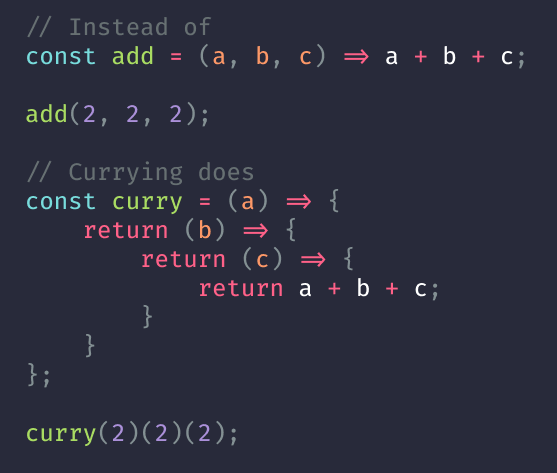 // Instead of
const add = (a, b, c) => a + b + c;
add(2, 2, 2);
// Currying does
const curry = (a) => {
    return (b) => {
        return (c) => {
            return a + b + c;
        }
    }
};
curry(2)(2)(2);